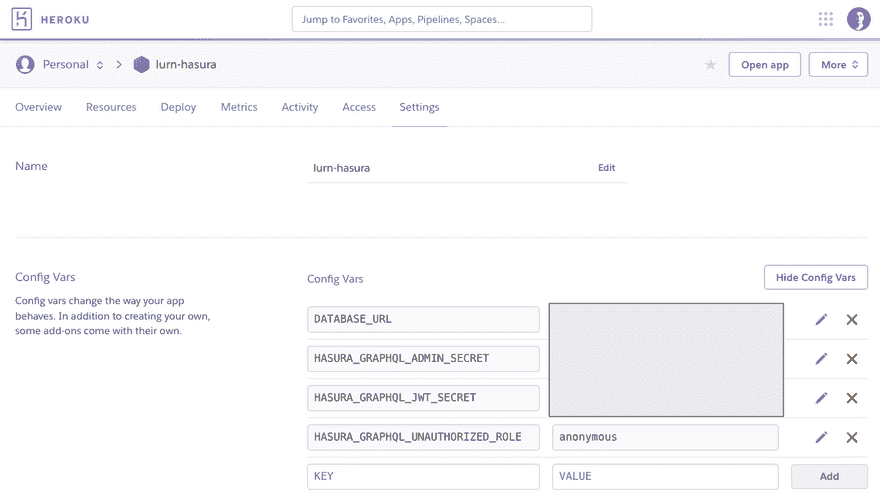 HEROKU
Jump to Favorites, Apps, Pipelines, Spaces...
Personal
lurn-hasura
Open app
More
Overview
Resources
Deploy
Metrics
Activity
Access
Settings
Name
lurn-hasura
Edit
Config Vars
Config vars change the way your app
behaves. In addition to creating your own,
some add-ons come with their own.
Config Vars
Hide Config Vars
DATABASE_URL
HASURA_GRAPHQL_ADMIN_SECRET
HASURA_GRAPHQL_JWT_SECRET
HASURA_GRAPHQL_UNAUTHORIZED_ROLE
anonymous
KEY
VALUE
Add